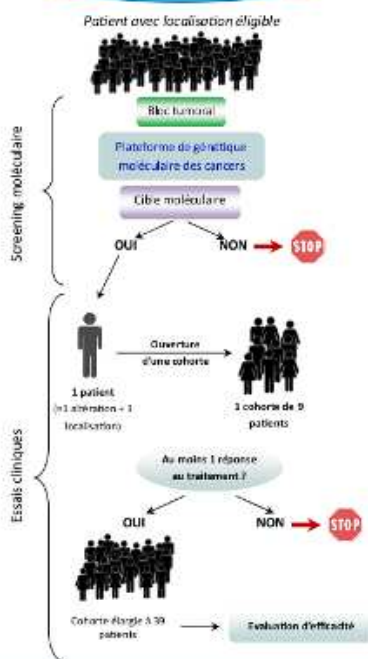 Patient avec localisation éligible
Screening moléculaire
Bloc tumoral
Plateforme de génétique
moléculaire des cancers
Cible moléculaire
OUI
NON
STOP
Essais cliniques
Ouverture
d'une cohorte
1 patient
(=1 altération + 1
localisation)
1 cohorte de 9
patients
Au moins 1 réponse
au traitement ?
OUI
NON
STOP
Cohorte élargie à 39
patients
Evaluation d'efficacité